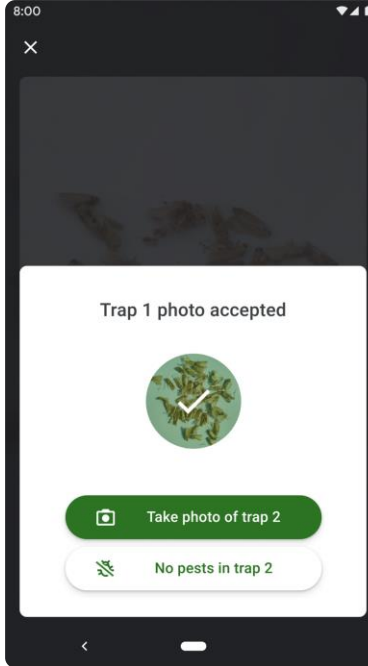 8:00
Trap 1 photo accepted
Take photo of trap 2
No pests in trap 2